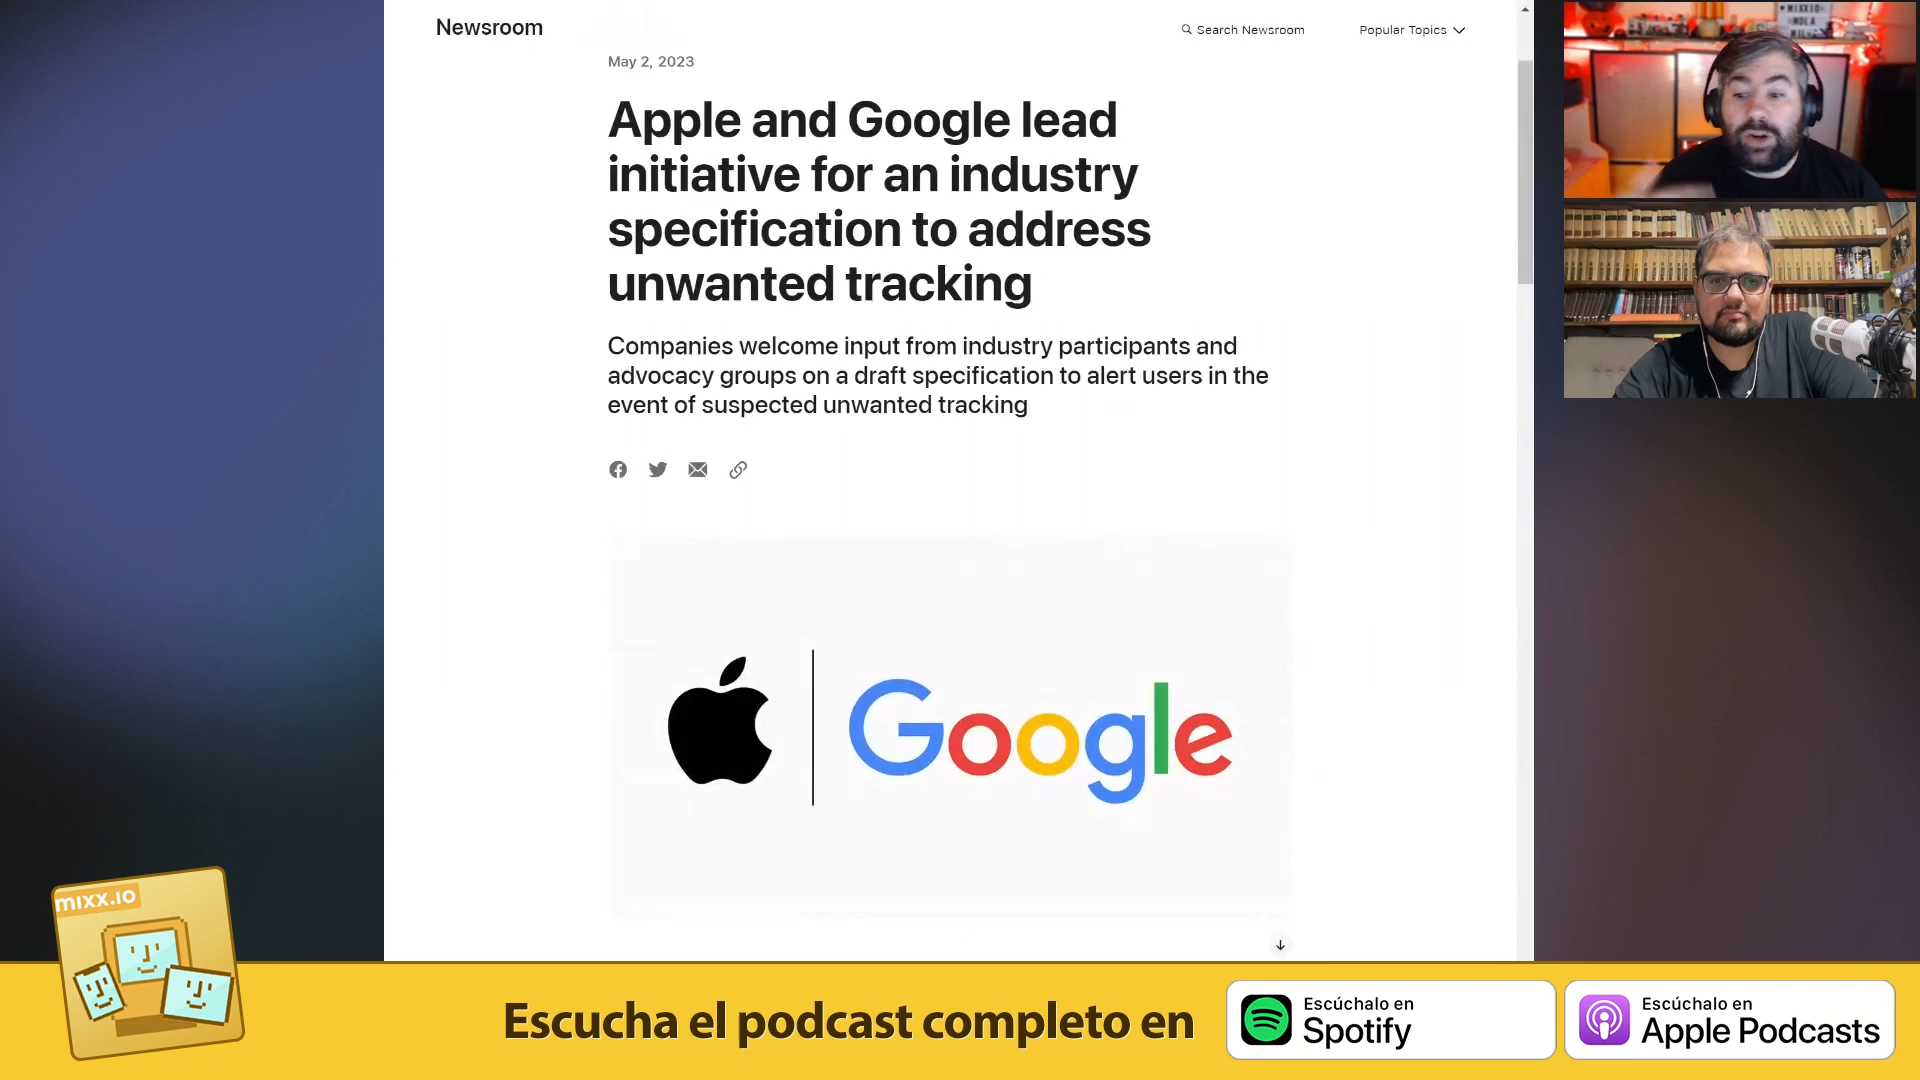 Newsroom
Search Newsroom
Popular Topics
May 2, 2023
Apple and Google lead
initiative for an industry
specification to address
unwanted tracking
Companies welcome input from industry participants and
advocacy groups on a draft specification to alert users in the
event of suspected unwanted tracking
Google
mixx.io
Escucha el podcast completo en
Escúchalo en
Spotify
Escúchalo en
Apple Podcasts
♥ MIXXIO
MOLA
MIL